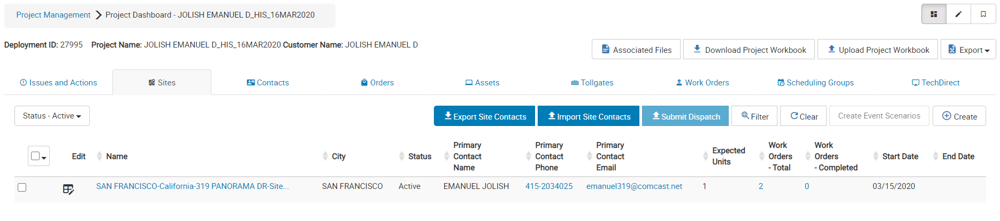 Project Management > Project Dashboard - JOLISH EMANUEL D_HIS_16MAR2020
Deployment ID: 27995 Project Name: JOLISH EMANUEL D_HIS_16MAR2020 Customer Name: JOLISH EMANUEL D
Associated Files Download Project Workbook Upload Project Workbook Export
Issues and Actions Sites Contacts Orders Assets Tollgates Work Orders Scheduling Groups TechDirect
Status - Active Export Site Contacts Import Site Contacts Submit Dispatch Filter Clear Create Event Scenarios Create
Edit Name City Status Primary Contact Name Primary Contact Phone Primary Contact Email Expected Units Work Orders - Total Work Orders - Completed Start Date End Date
SAN FRANCISCO-California-319 PANORAMA DR-Site... SAN FRANCISCO Active EMANUEL JOLISH 415-2034025 emanuel319@comcast.net 1 2 0 03/15/2020